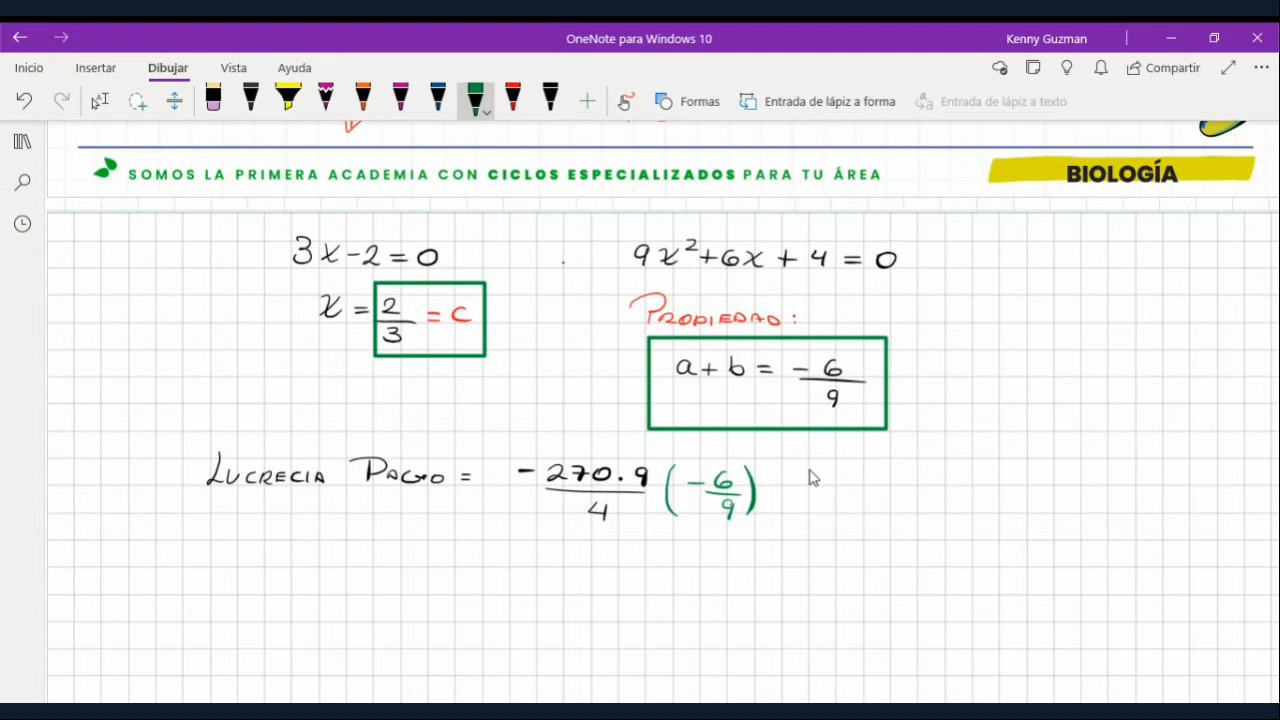 OneNote para Windows 10
Kenny Guzman
Inicio Insertar Dibujar Vista Ayuda
Compartir
Formas Entrada de lápiz a forma Entrada de lápiz a texto
SOMOS LA PRIMERA ACADEMIA CON CICLOS ESPECIALIZADOS PARA TU ÁREA
BIOLOGÍA
3x-2=0
9x²+6x+4=0
x = 2/3 = c
PROPIEDAD:
a+b = -6/9
LUCRECIA PAGO = -270.9/4 (-6/9)